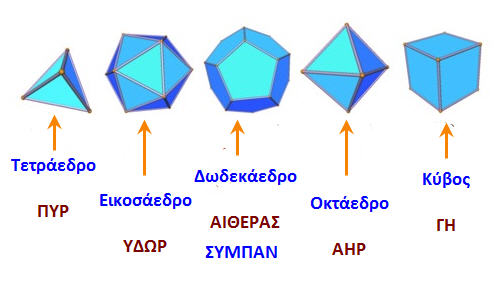 Τετράεδρο
ΠΥΡ
Εικοσάεδρο
ΥΔΩΡ
Δωδεκάεδρο
ΑΙΘΕΡΑΣ
ΣΥΜΠΑΝ
Οκτάεδρο
ΑΗΡ
Κύβος
ΓΗ